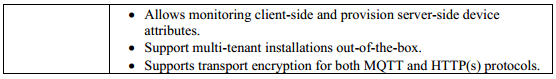 • Allows monitoring client-side and provision server-side device
attributes.
• Support multi-tenant installations out-of-the-box.
• Supports transport encryption for both MQTT and HTTP(s) protocols.